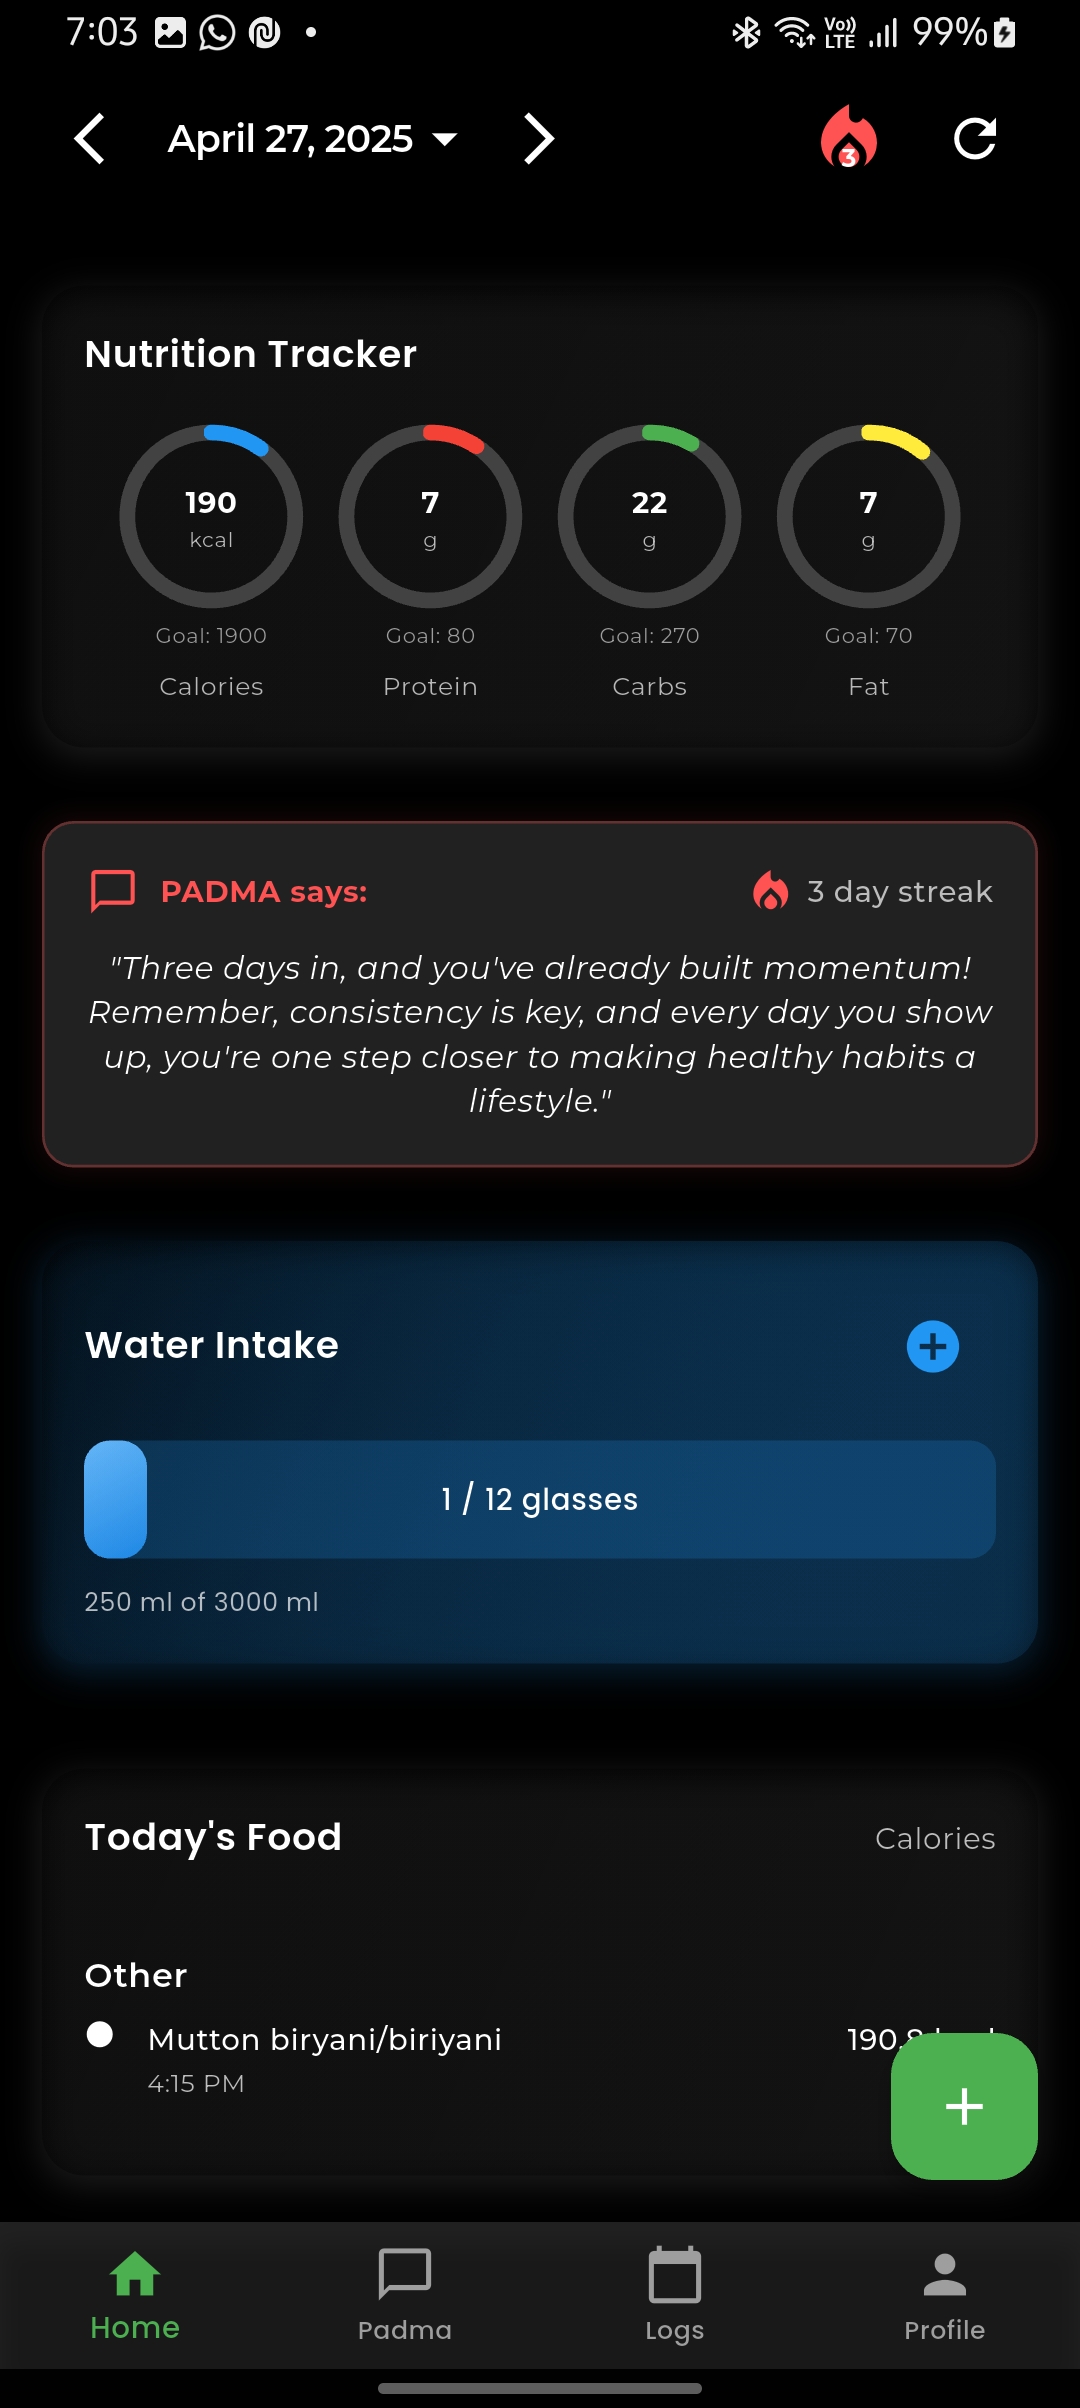 7:03
Vo)) LTE 99%
April 27, 2025
3
Nutrition Tracker
190 7 22 7
kcal g g g
Goal: 1900 Goal: 80 Goal: 270 Goal: 70
Calories Protein Carbs Fat
PADMA says: 3 day streak
"Three days in, and you've already built momentum!
Remember, consistency is key, and every day you show
up, you're one step closer to making healthy habits a
lifestyle."
Water Intake
1 / 12 glasses
250 ml of 3000 ml
Today's Food Calories
Other
Mutton biryani/biriyani 190.8
4:15 PM
Home Padma Logs Profile